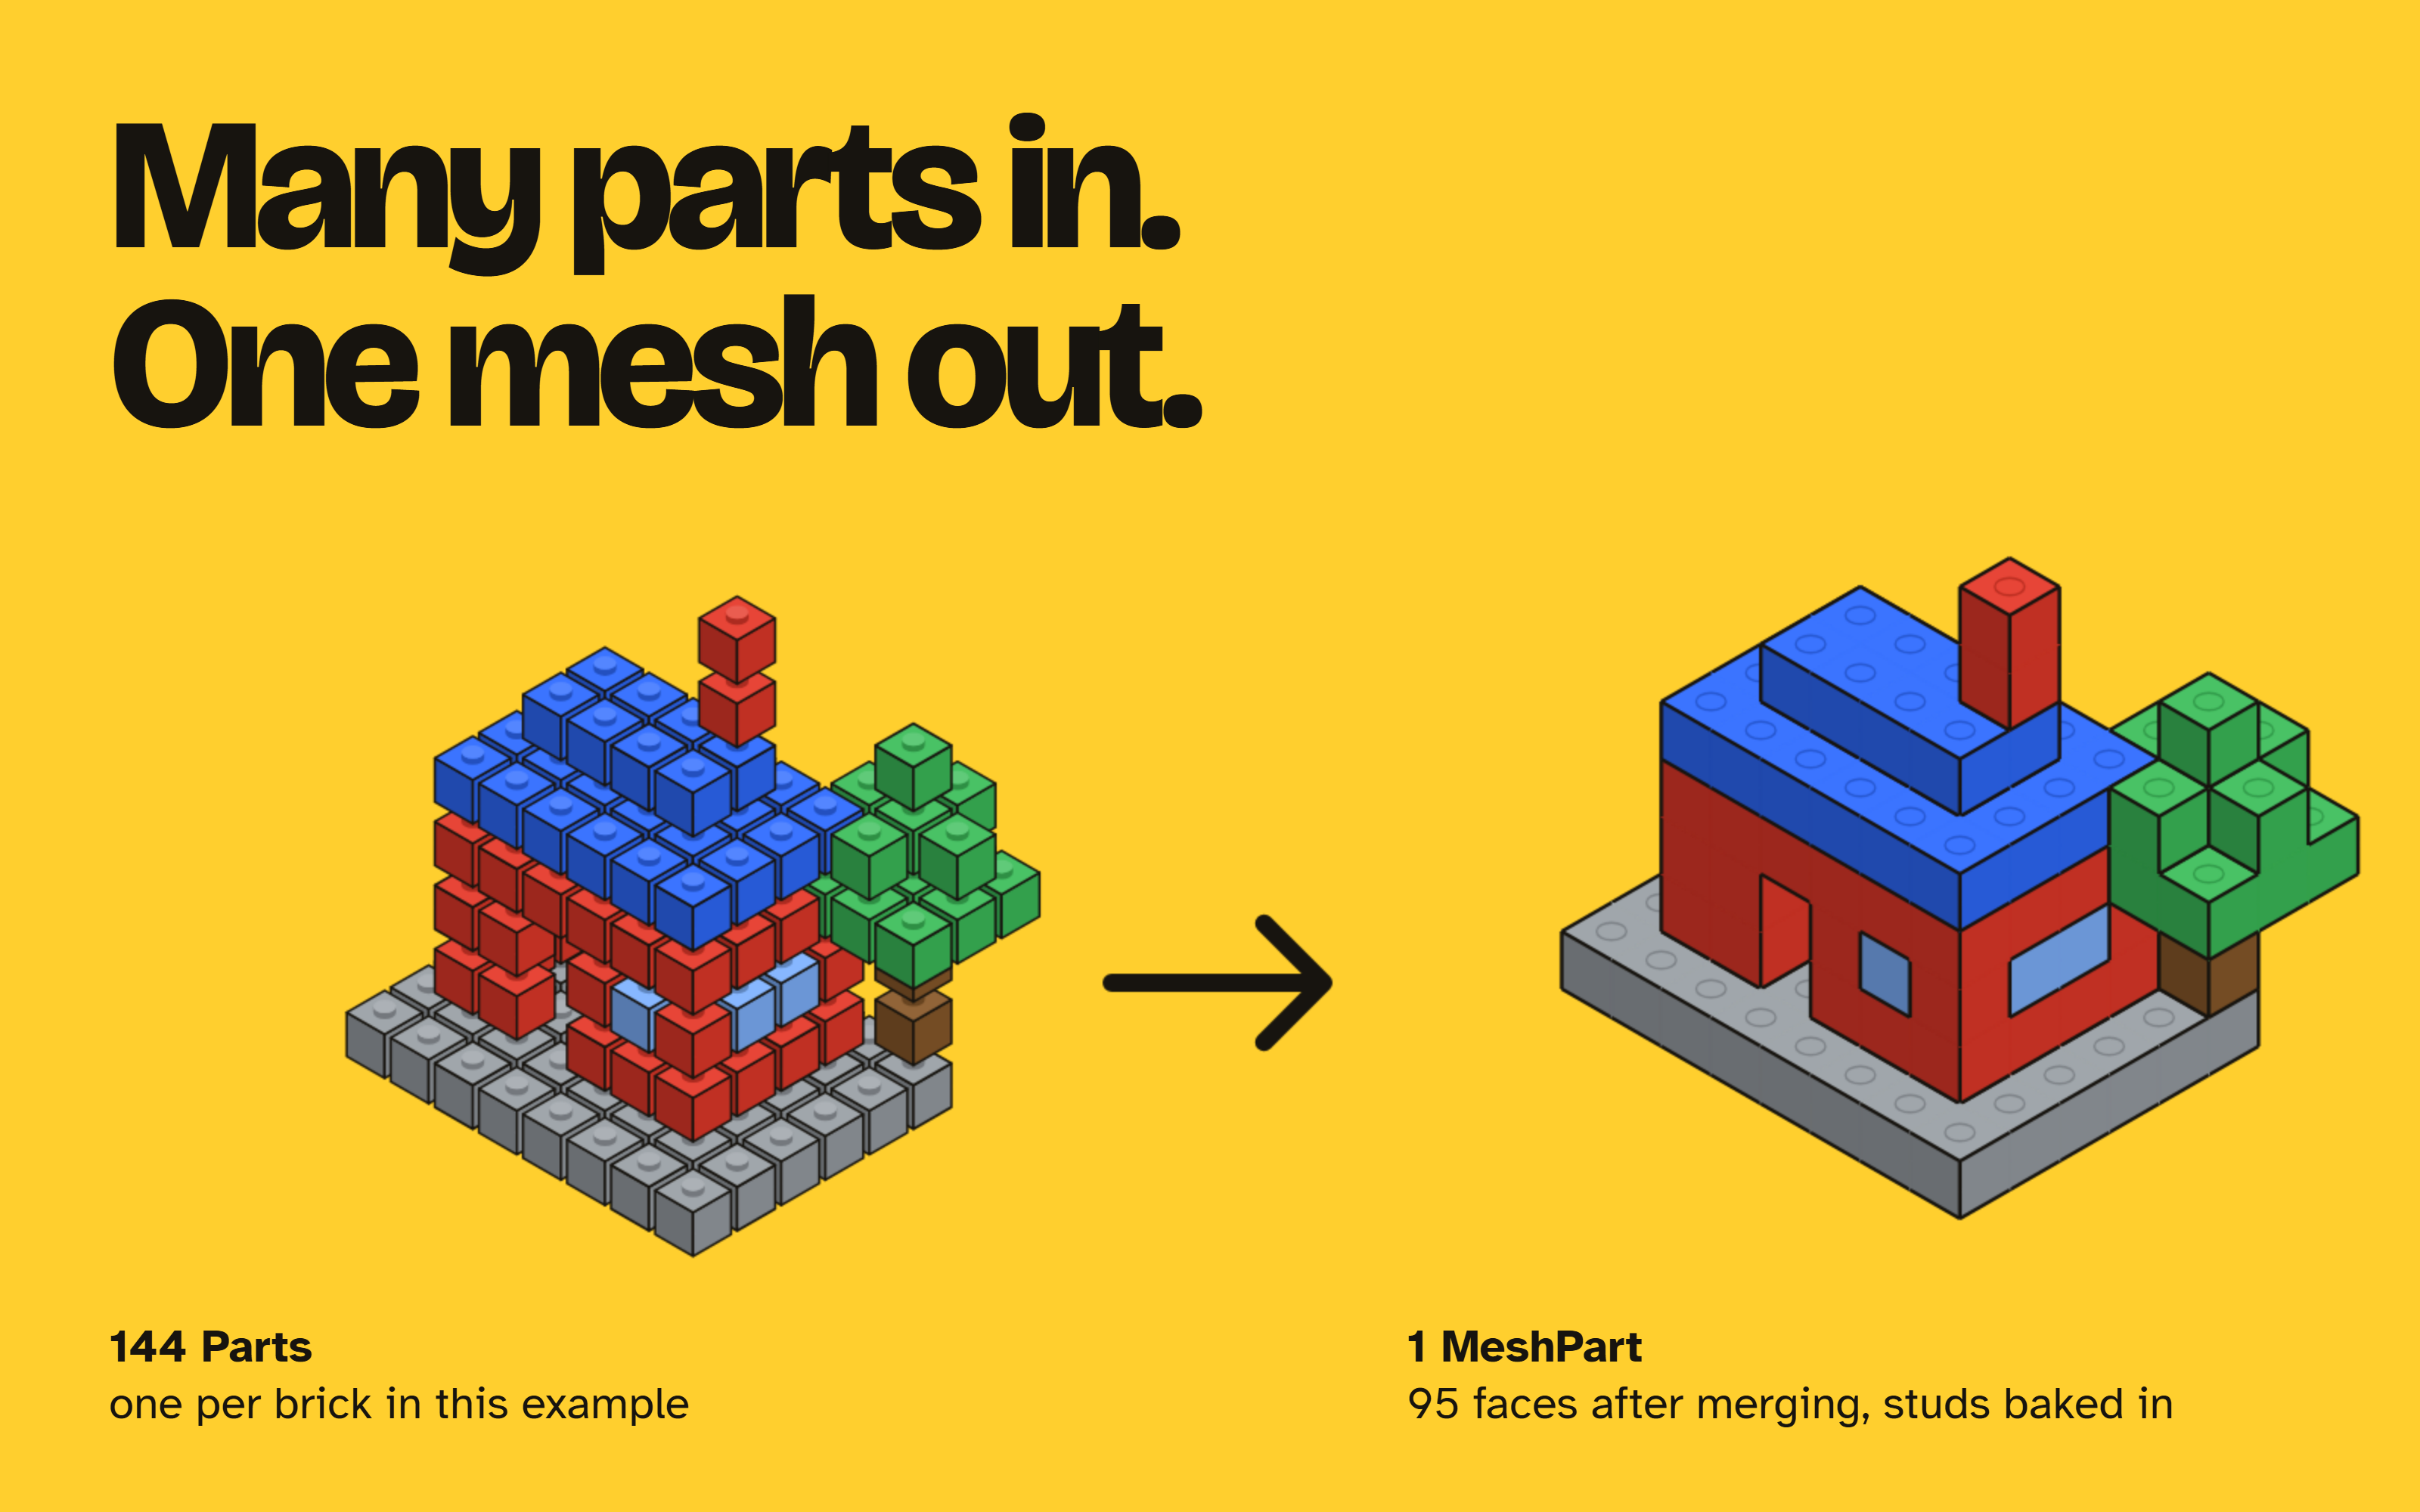 Many parts in.
One mesh out.
144 Parts
one per brick in this example
1 MeshPart
95 faces after merging, studs baked in